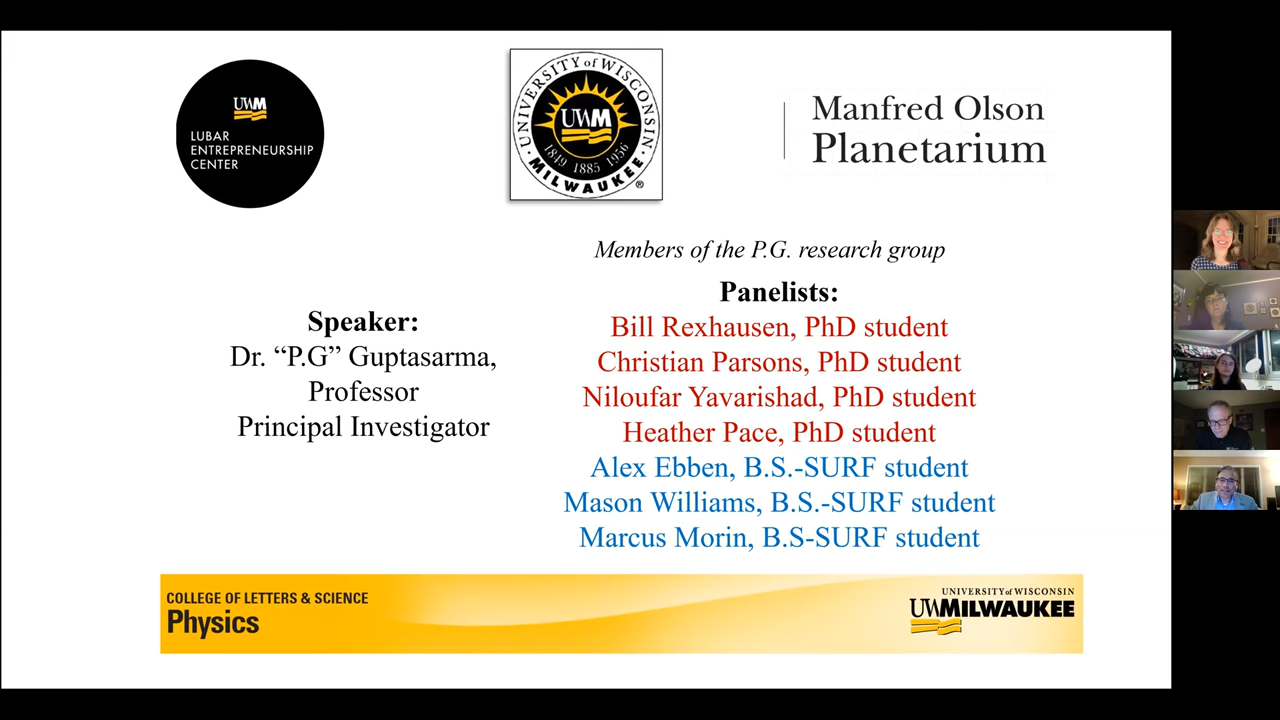 UWM
LUBAR
ENTREPRENEURSHIP
CENTER
UNIVERSITY of WISCONSIN
UWM
1849 1885 1956
MILWAUKEE®
Manfred Olson
Planetarium
Members of the P.G. research group
Speaker:
Dr. “P.G” Guptasarma,
Professor
Principal Investigator
Panelists:
Bill Rexhausen, PhD student
Christian Parsons, PhD student
Niloufar Yavarishad, PhD student
Heather Pace, PhD student
Alex Ebben, B.S.-SURF student
Mason Williams, B.S.-SURF student
Marcus Morin, B.S-SURF student
COLLEGE OF LETTERS & SCIENCE
Physics
UNIVERSITY of WISCONSIN
UWMILWAUKEE